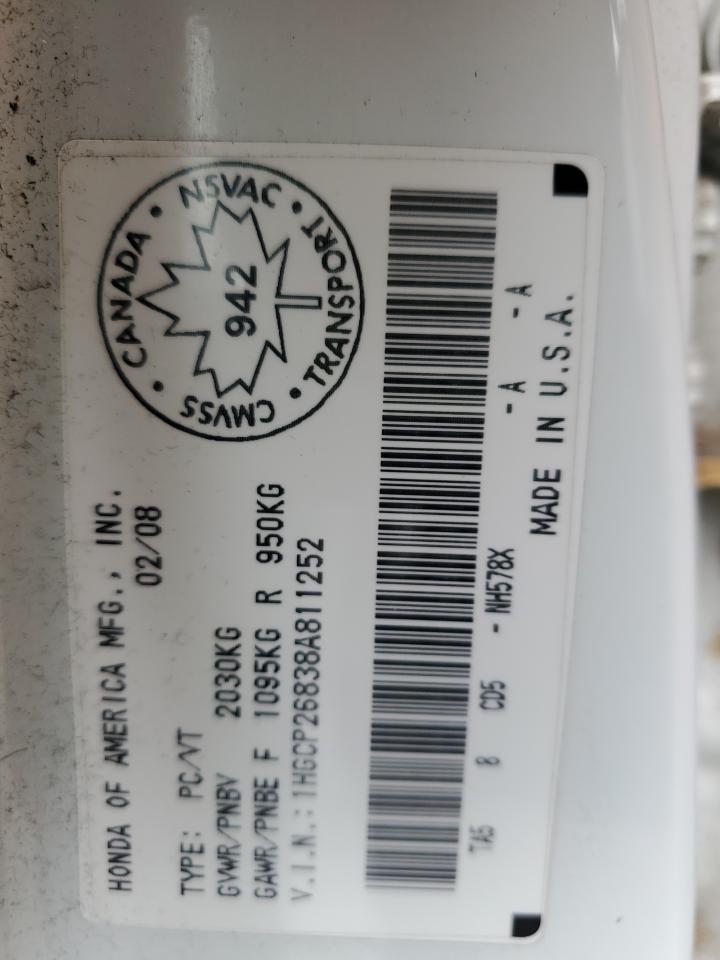 HONDA OF AMERICA MFG., INC.
02/08
TYPE: PC/VT
GVWR/PNBV 2030KG
GAWR/PNBE F 1095KG R 950KG
V.I.N.: 1HGCP26838A811252
CANADA • NSVAC • TRANSPORT • CMVSS •
942
TA5 8 CD5 - NH578X - A - A
MADE IN U.S.A.